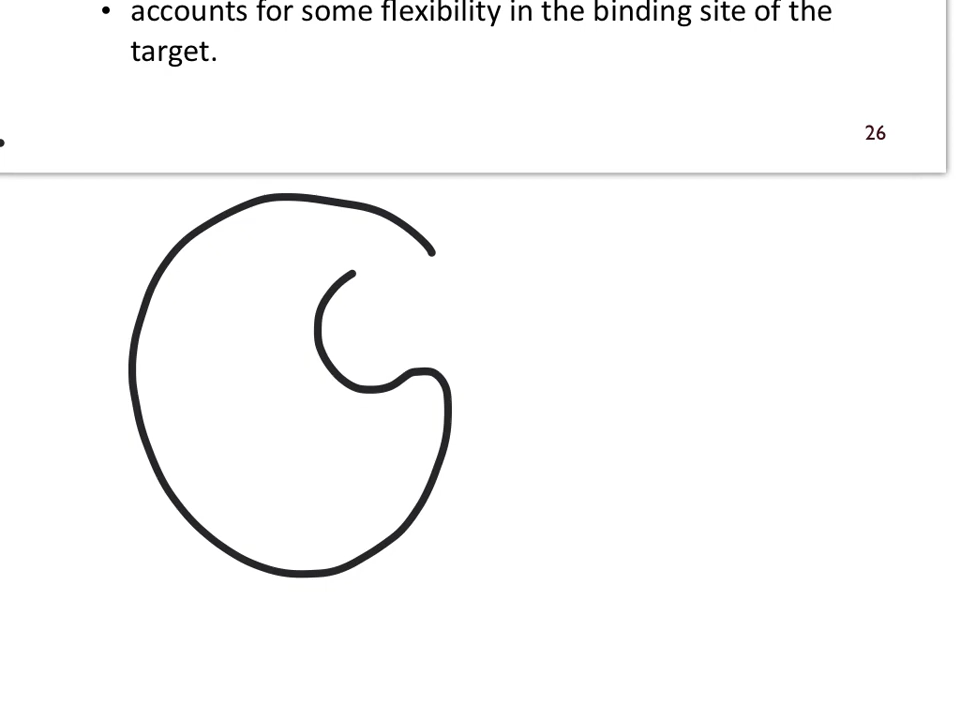 • accounts for some flexibility in the binding site of the
target.
26